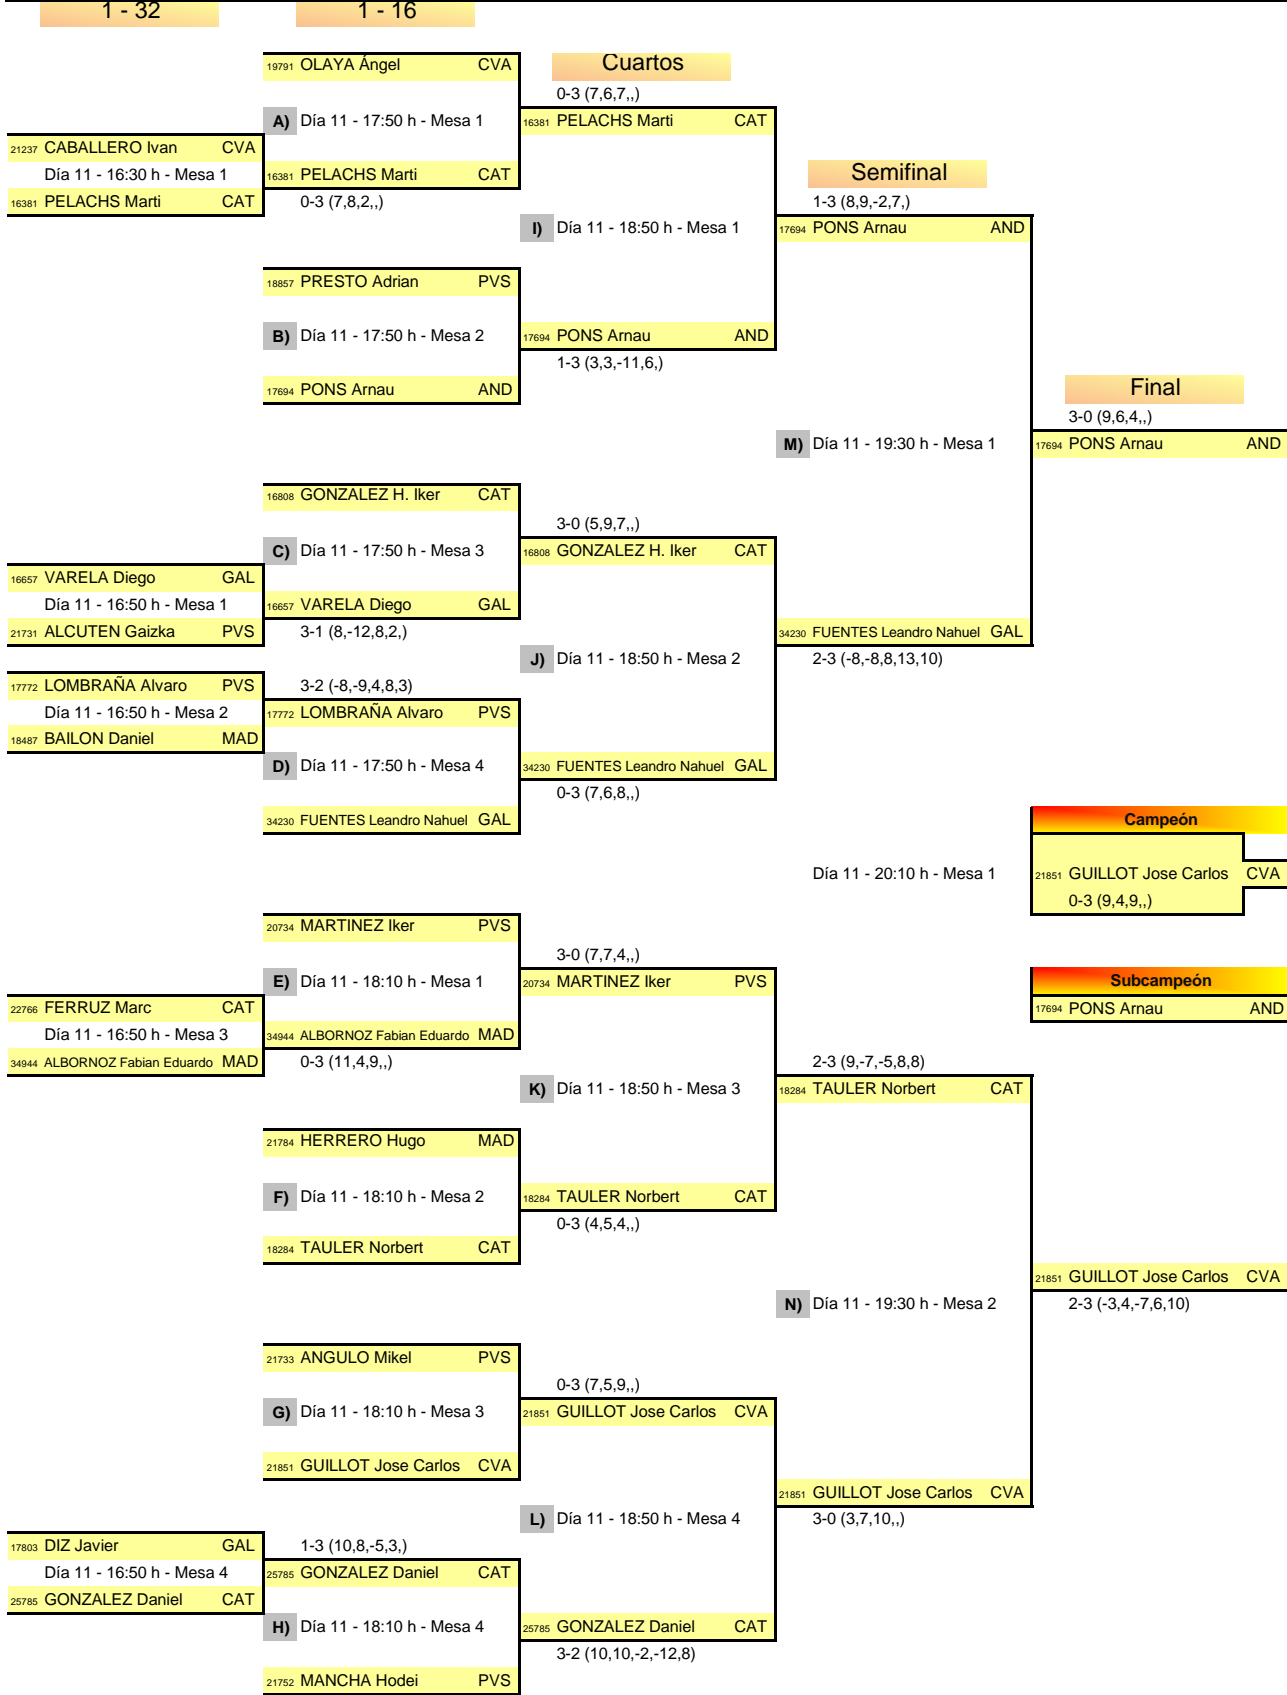 1 - 32
1 - 16
19791 OLAYA Ángel CVA
Cuartos
0-3 (7,6,7,,)
A) Día 11 - 17:50 h - Mesa 1
16381 PELACHS Marti CAT
21237 CABALLERO Ivan CVA
Día 11 - 16:30 h - Mesa 1
16381 PELACHS Marti CAT
Semifinal
16381 PELACHS Marti CAT
0-3 (7,8,2,,)
1-3 (8,9,-2,7,)
I) Día 11 - 18:50 h - Mesa 1
17694 PONS Arnau AND
18857 PRESTO Adrian PVS
B) Día 11 - 17:50 h - Mesa 2
17694 PONS Arnau AND
1-3 (3,3,-11,6,)
17694 PONS Arnau AND
Final
3-0 (9,6,4,,)
M) Día 11 - 19:30 h - Mesa 1
17694 PONS Arnau AND
16808 GONZALEZ H. Iker CAT
3-0 (5,9,7,,)
C) Día 11 - 17:50 h - Mesa 3
16808 GONZALEZ H. Iker CAT
16657 VARELA Diego GAL
Día 11 - 16:50 h - Mesa 1
16657 VARELA Diego GAL
21731 ALCUTEN Gaizka PVS
3-1 (8,-12,8,2,)
34230 FUENTES Leandro Nahuel GAL
J) Día 11 - 18:50 h - Mesa 2
2-3 (-8,-8,8,13,10)
17772 LOMBRAÑA Alvaro PVS
3-2 (-8,-9,4,8,3)
Día 11 - 16:50 h - Mesa 2
17772 LOMBRAÑA Alvaro PVS
18487 BAILON Daniel MAD
D) Día 11 - 17:50 h - Mesa 4
34230 FUENTES Leandro Nahuel GAL
0-3 (7,6,8,,)
34230 FUENTES Leandro Nahuel GAL
Campeón
Día 11 - 20:10 h - Mesa 1
21851 GUILLOT Jose Carlos CVA
0-3 (9,4,9,,)
20734 MARTINEZ Iker PVS
3-0 (7,7,4,,)
E) Día 11 - 18:10 h - Mesa 1
20734 MARTINEZ Iker PVS
Subcampeón
17694 PONS Arnau AND
22766 FERRUZ Marc CAT
Día 11 - 16:50 h - Mesa 3
34944 ALBORNOZ Fabian Eduardo MAD
34944 ALBORNOZ Fabian Eduardo MAD
0-3 (11,4,9,,)
2-3 (9,-7,-5,8,8)
K) Día 11 - 18:50 h - Mesa 3
18284 TAULER Norbert CAT
21784 HERRERO Hugo MAD
F) Día 11 - 18:10 h - Mesa 2
18284 TAULER Norbert CAT
0-3 (4,5,4,,)
18284 TAULER Norbert CAT
21851 GUILLOT Jose Carlos CVA
N) Día 11 - 19:30 h - Mesa 2
2-3 (-3,4,-7,6,10)
21733 ANGULO Mikel PVS
0-3 (7,5,9,,)
G) Día 11 - 18:10 h - Mesa 3
21851 GUILLOT Jose Carlos CVA
21851 GUILLOT Jose Carlos CVA
21851 GUILLOT Jose Carlos CVA
L) Día 11 - 18:50 h - Mesa 4
3-0 (3,7,10,,)
17803 DIZ Javier GAL
1-3 (10,8,-5,3,)
Día 11 - 16:50 h - Mesa 4
25785 GONZALEZ Daniel CAT
25785 GONZALEZ Daniel CAT
H) Día 11 - 18:10 h - Mesa 4
25785 GONZALEZ Daniel CAT
3-2 (10,10,-2,-12,8)
21752 MANCHA Hodei PVS